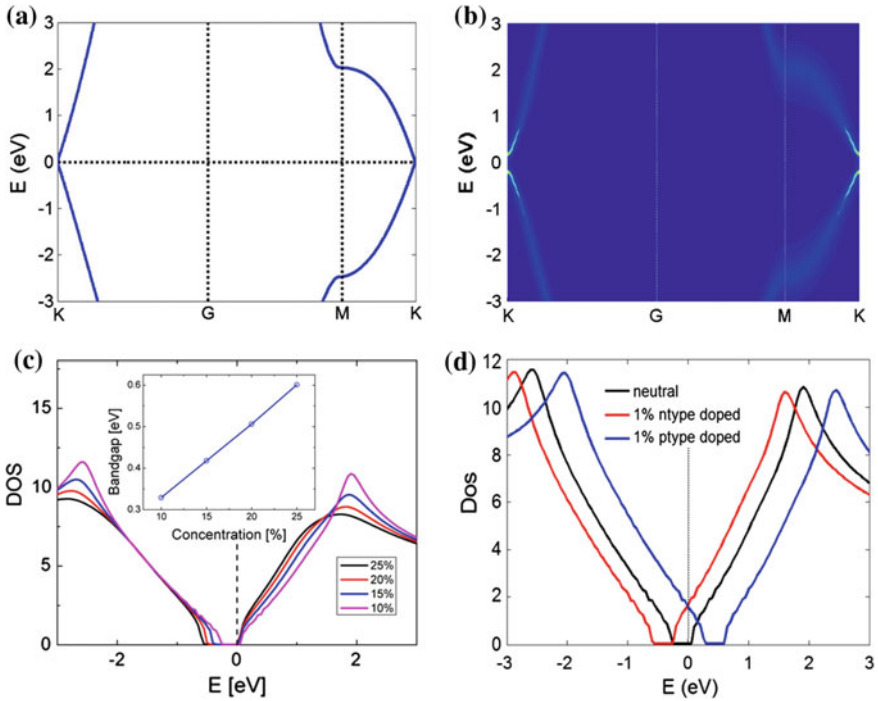 (a)
3
2
1
0
-1
-2
-3
E (eV)
K G M K
(b)
3
2
1
0
-1
-2
-3
E (eV)
K G M K
(c)
15
10
5
0
DOS
-2 0 2
E [eV]
0.6
0.5
0.4
0.3
Bandgap [eV]
10 15 20 25
Concentration [%]
25%
20%
15%
10%
(d)
12
10
8
6
4
2
0
Dos
-3 -2 -1 0 1 2 3
E (eV)
neutral
1% ntype doped
1% ptype doped